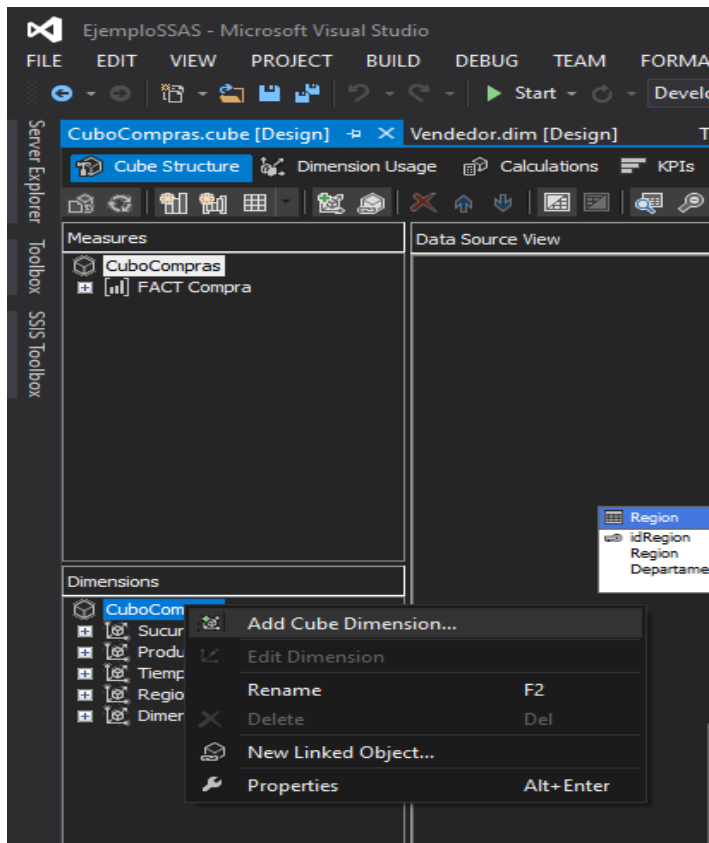 EjemploSSAS - Microsoft Visual Studio
FILE EDIT VIEW PROJECT BUILD DEBUG TEAM FORMA
Start Develo
Server Explorer
Toolbox
SSIS Toolbox
CuboCompras.cube [Design] Vendedor.dim [Design] T
Cube Structure Dimension Usage Calculations KPIs
Measures
CuboCompras
FACT Compra
Data Source View
Region
idRegion
Region
Departame
Dimensions
CuboCom
Sucur
Produ
Tiemp
Regio
Dimer
Add Cube Dimension...
Edit Dimension
Rename F2
Delete Del
New Linked Object...
Properties Alt+Enter